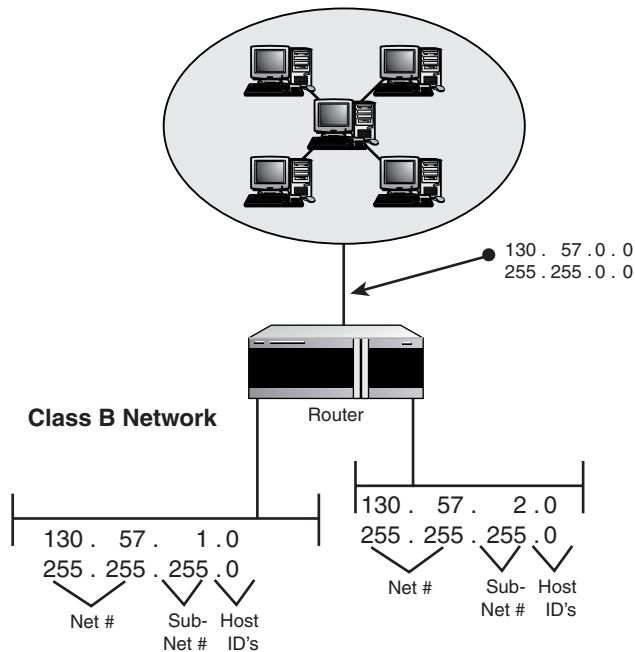 130 . 57 .0 .0
255 . 255 .0 .0
Class B Network
Router
130 . 57 . 1 .0
255 . 255 . 255 .0
Net #
Sub- Host
Net # ID's
130 . 57 . 2 .0
255 . 255 . 255 .0
Net #
Sub- Host
Net # ID's